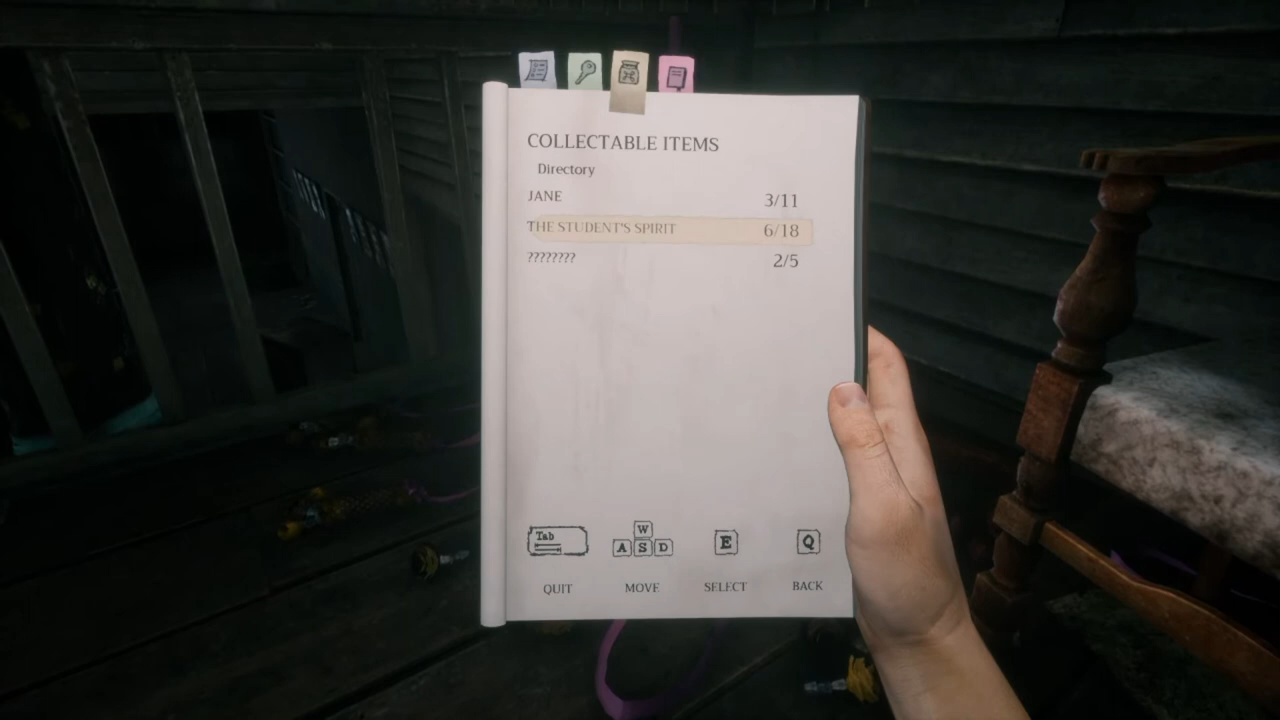 COLLECTABLE ITEMS
Directory
JANE 3/11
THE STUDENT'S SPIRIT 6/18
???????? 2/5
Tab W A S D E Q
QUIT MOVE SELECT BACK